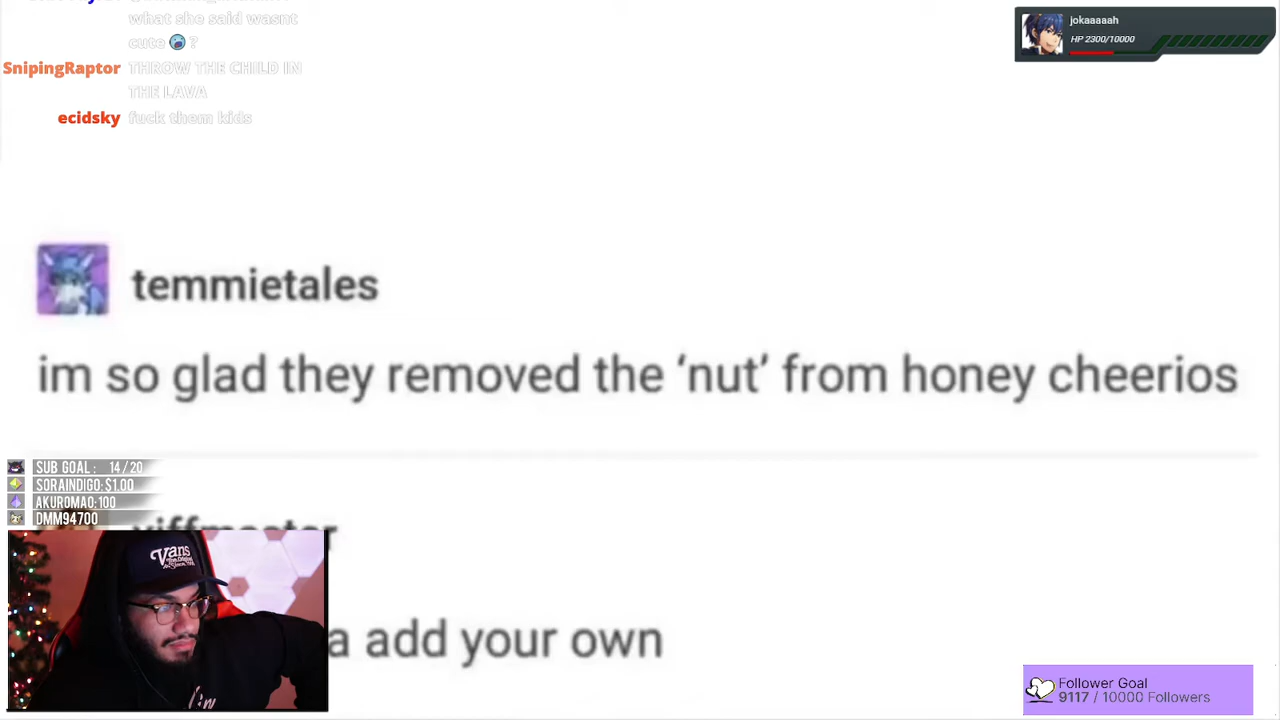 what she said wasnt
cute ?
SnipingRaptor THROW THE CHILD IN
THE LAVA
ecidsky fuck them kids
jokaaaaah
HP 2300/10000
temmietales
im so glad they removed the ‘nut’ from honey cheerios
SUB GOAL : 14/20
SORAINDIGO: $1.00
AKUROMAO: 100
DMM94700
Vans
a add your own
Follower Goal
9117 / 10000 Followers